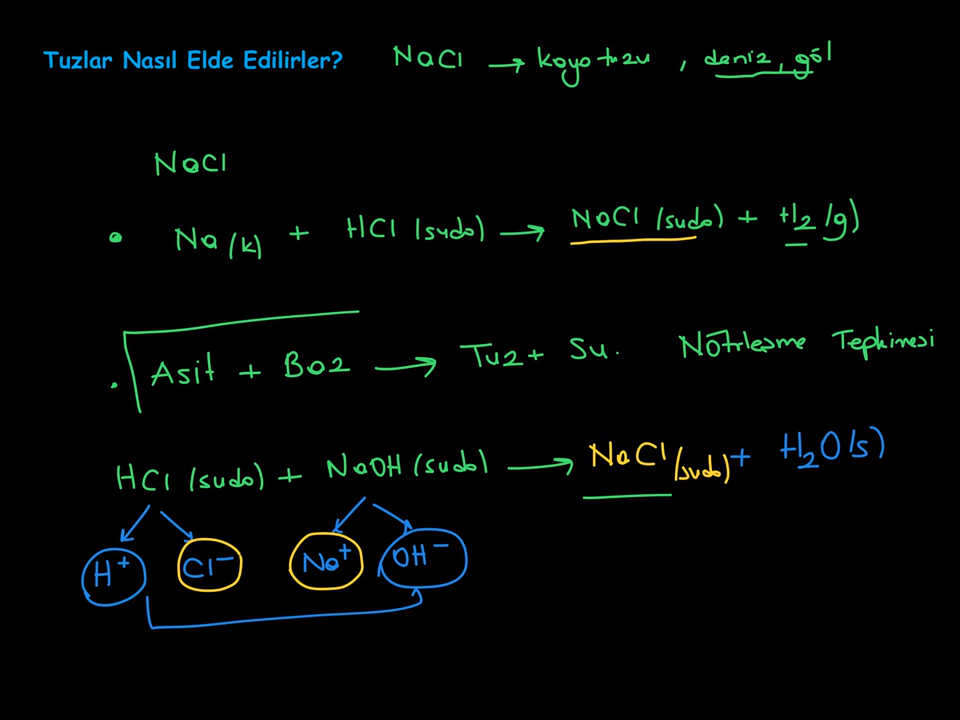 Tuzlar Nasıl Elde Edilirler? NaCl → kaya tuzu, deniz, göl
NaCl
• Na (k) + HCl (suda) → NaCl (suda) + H2 (g)
• Asit + Baz → Tuz + Su. Nötrleşme Tepkimesi
HCl (suda) + NaOH (suda) → NaCl (suda) + H2O (s)
H+ Cl− Na+ OH−